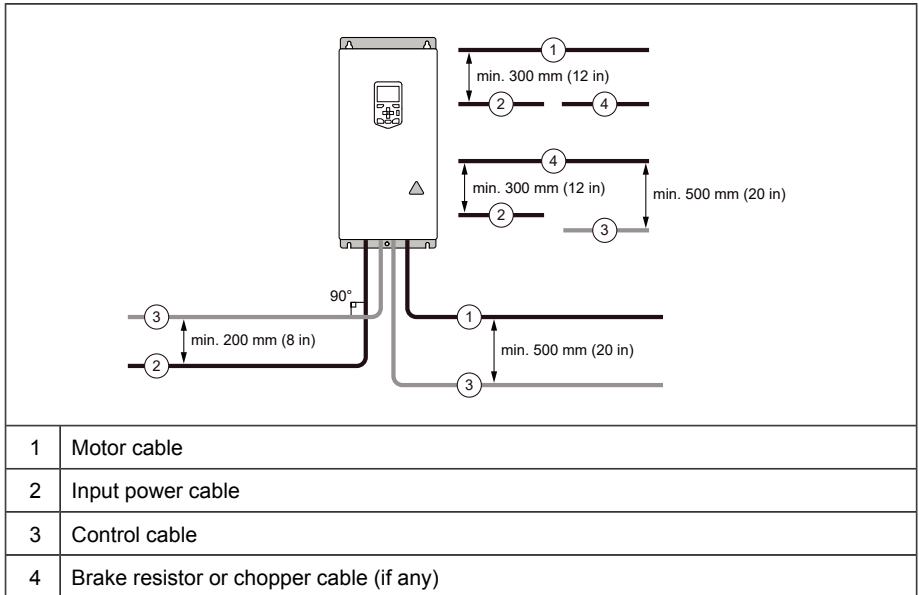 1
min. 300 mm (12 in)
2 4
4
min. 300 mm (12 in) min. 500 mm (20 in)
2
3
90°
3 1
min. 200 mm (8 in) min. 500 mm (20 in)
2
3
1 Motor cable
2 Input power cable
3 Control cable
4 Brake resistor or chopper cable (if any)